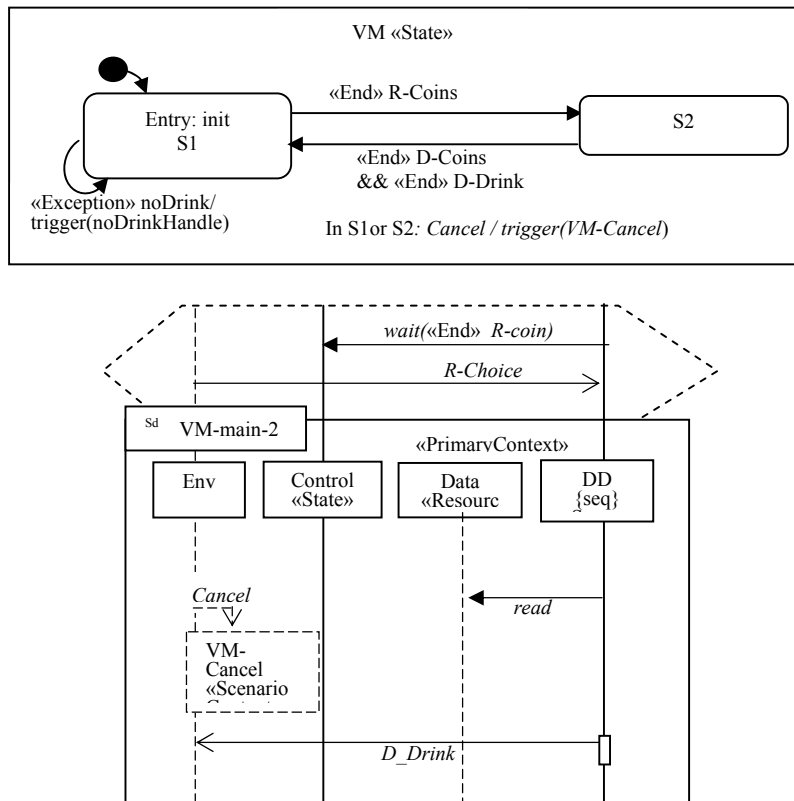 VM «State»
«End» R-Coins
Entry: init
S1
S2
«End» D-Coins
&& «End» D-Drink
«Exception» noDrink/
trigger(noDrinkHandle)
In S1or S2: Cancel / trigger(VM-Cancel)
wait(«End» R-coin)
R-Choice
Sd VM-main-2
«PrimaryContext»
Env
Control
«State»
Data
«Resourc
DD
{seq}
Cancel
read
VM-
Cancel
«Scenario
D_Drink